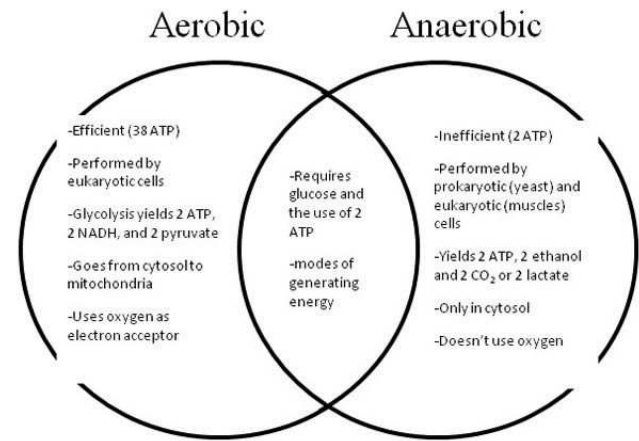 Aerobic
Anaerobic
-Efficient (38 ATP)
-Performed by
eukaryotic cells
-Glycolysis yields 2 ATP,
2 NADH, and 2 pyruvate
-Goes from cytosol to
mitochondria
-Uses oxygen as
electron acceptor
-Requires
glucose and
the use of 2
ATP
-modes of
generating
energy
-Inefficient (2 ATP)
-Performed by
prokaryotic (yeast) and
eukaryotic (muscles)
cells
-Yields 2 ATP, 2 ethanol
and 2 CO₂ or 2 lactate
-Only in cytosol
-Doesn't use oxygen